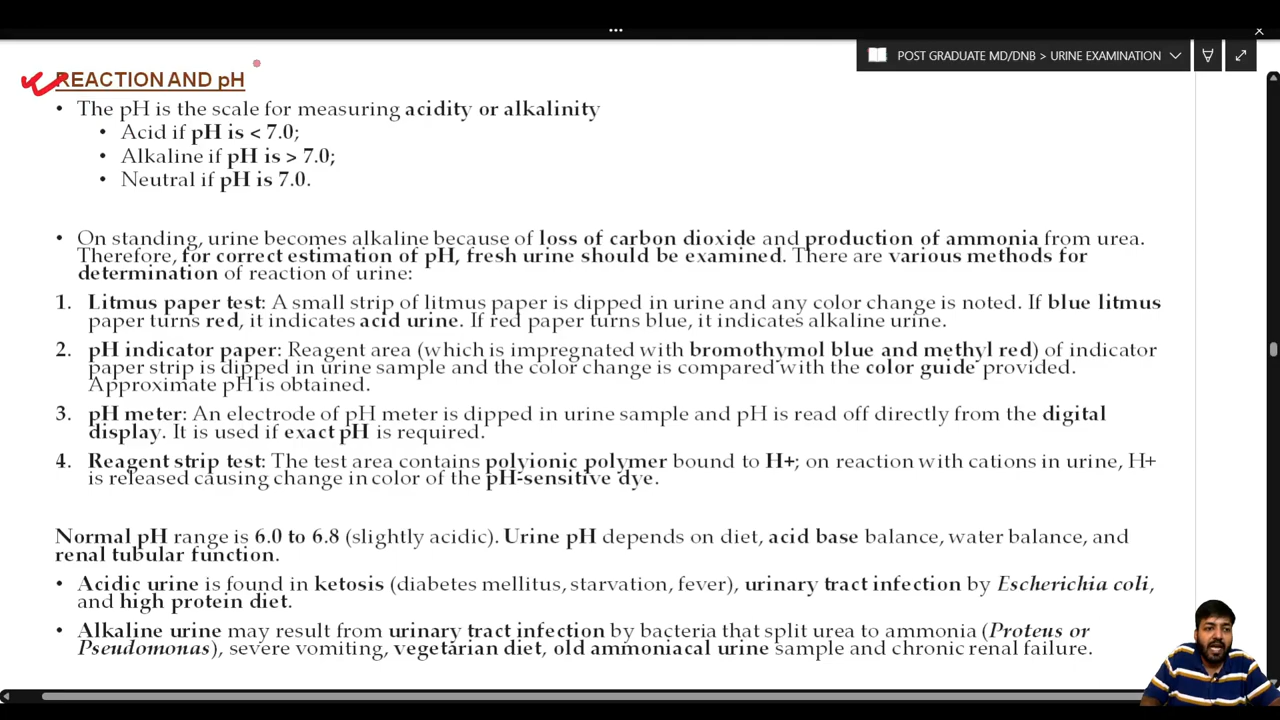 POST GRADUATE MD/DNB > URINE EXAMINATION
REACTION AND pH
• The pH is the scale for measuring acidity or alkalinity
• Acid if pH is < 7.0;
• Alkaline if pH is > 7.0;
• Neutral if pH is 7.0.
• On standing, urine becomes alkaline because of loss of carbon dioxide and production of ammonia from urea.
Therefore, for correct estimation of pH, fresh urine should be examined. There are various methods for
determination of reaction of urine:
1. Litmus paper test: A small strip of litmus paper is dipped in urine and any color change is noted. If blue litmus
paper turns red, it indicates acid urine. If red paper turns blue, it indicates alkaline urine.
2. pH indicator paper: Reagent area (which is impregnated with bromothymol blue and methyl red) of indicator
paper strip is dipped in urine sample and the color change is compared with the color guide provided.
Approximate pH is obtained.
3. pH meter: An electrode of pH meter is dipped in urine sample and pH is read off directly from the digital
display. It is used if exact pH is required.
4. Reagent strip test: The test area contains polyionic polymer bound to H+; on reaction with cations in urine, H+
is released causing change in color of the pH-sensitive dye.
Normal pH range is 6.0 to 6.8 (slightly acidic). Urine pH depends on diet, acid base balance, water balance, and
renal tubular function.
• Acidic urine is found in ketosis (diabetes mellitus, starvation, fever), urinary tract infection by Escherichia coli,
and high protein diet.
• Alkaline urine may result from urinary tract infection by bacteria that split urea to ammonia (Proteus or
Pseudomonas), severe vomiting, vegetarian diet, old ammoniacal urine sample and chronic renal failure.